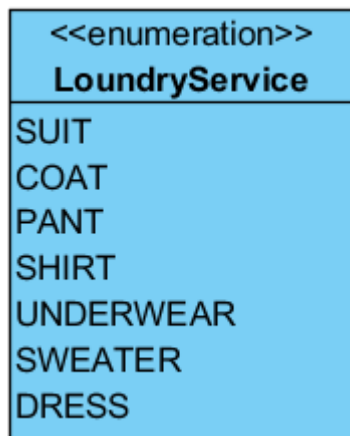 <<enumeration>>
LoundryService
SUIT
COAT
PANT
SHIRT
UNDERWEAR
SWEATER
DRESS